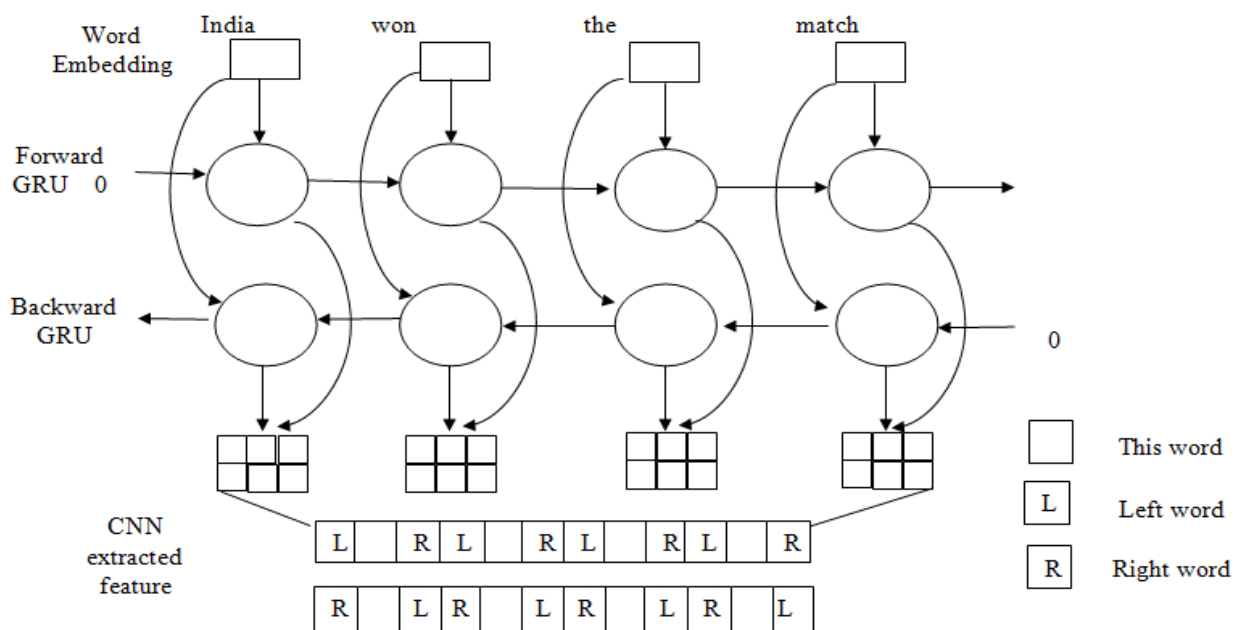 India won the match
Word
Embedding
Forward
GRU 0
Backward
GRU
0
This word
L Left word
R Right word
CNN
extracted
feature
L R L R L R L R
R L R L R L R L